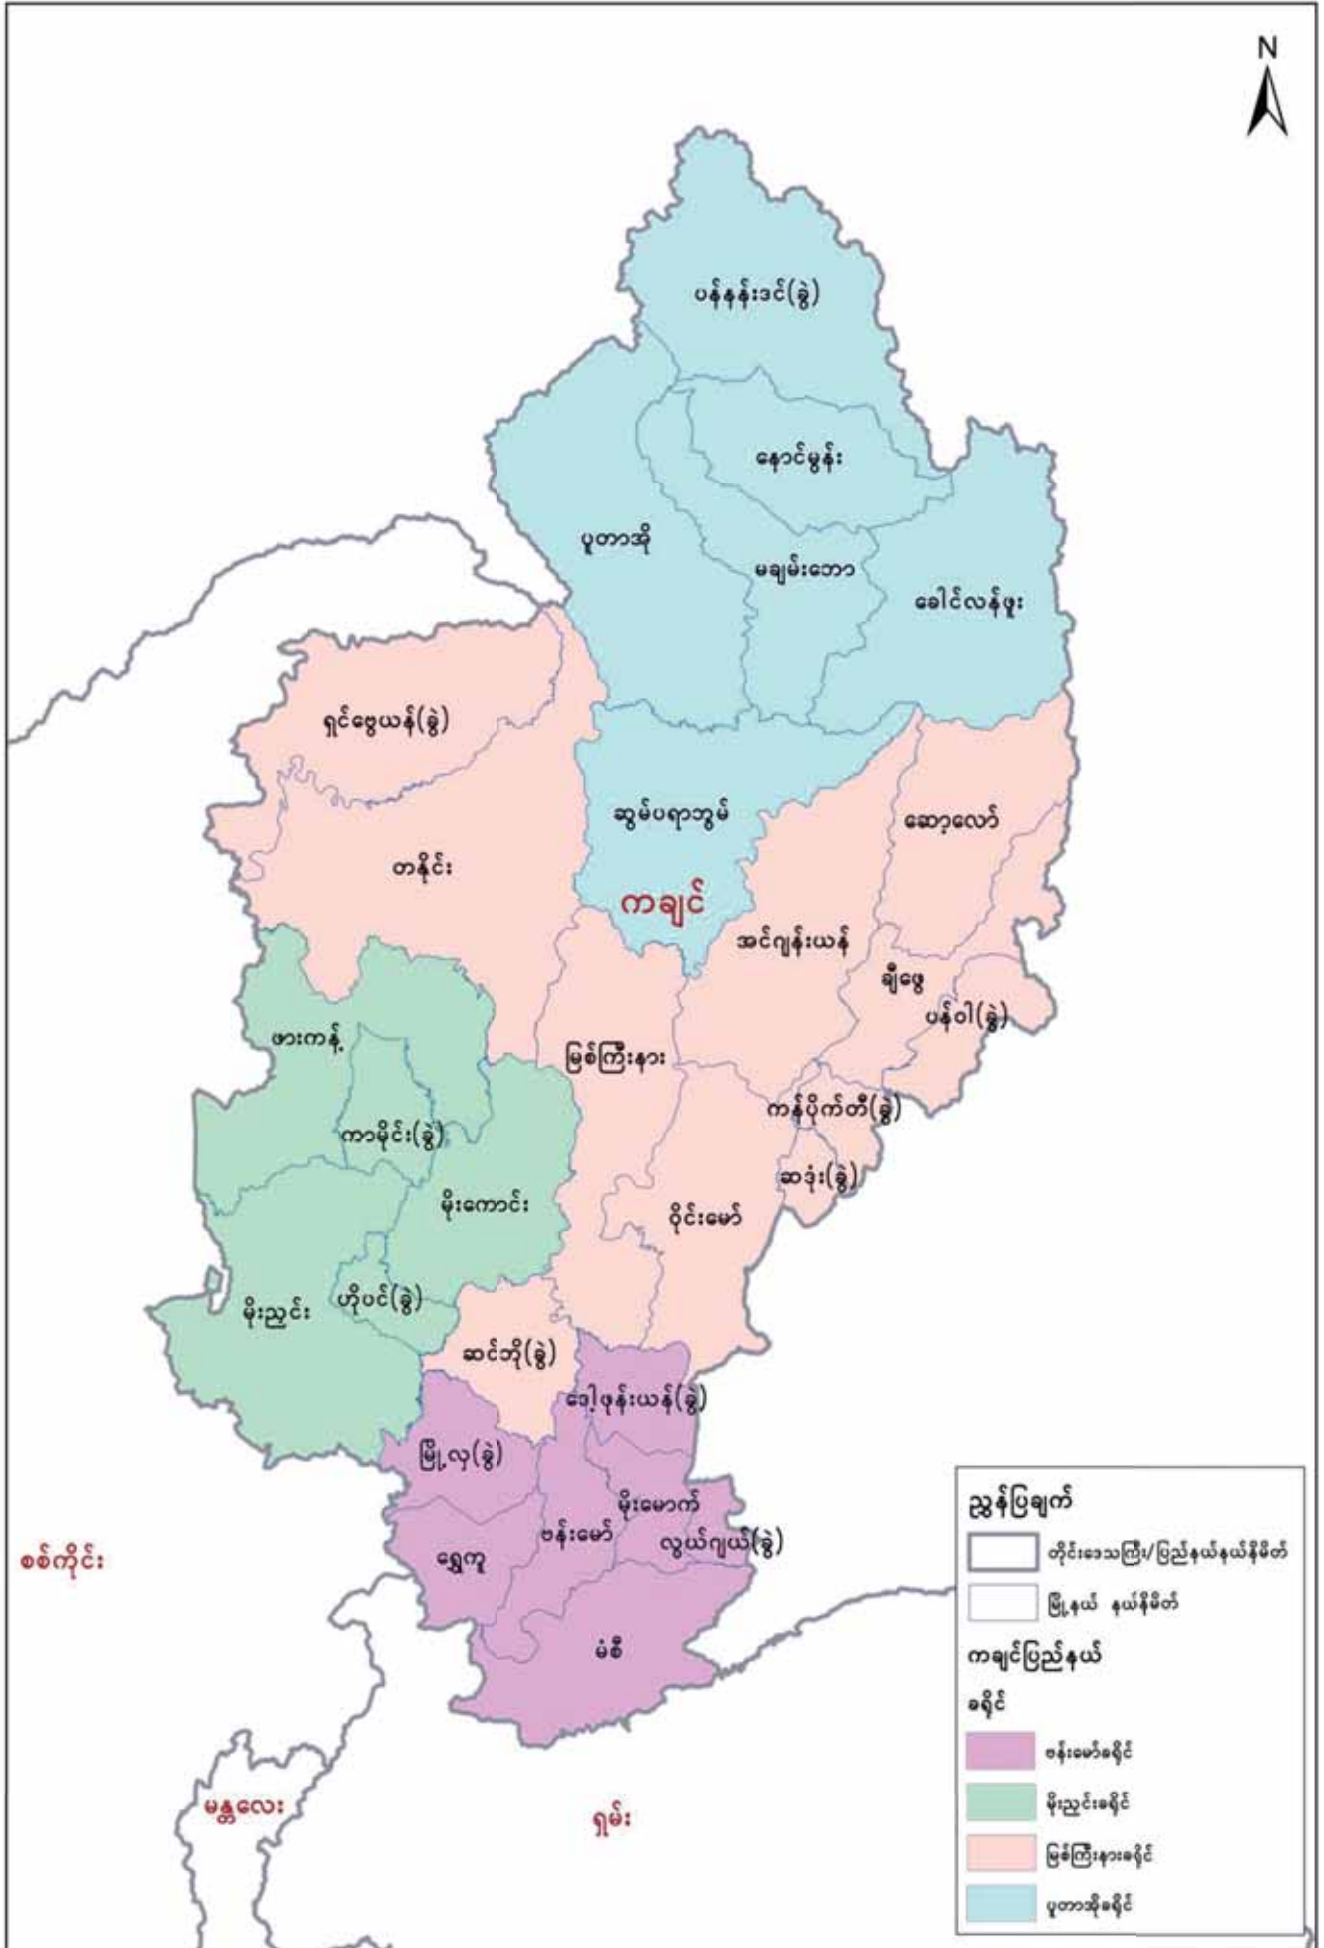 N
ပန်နန်းဒင်(ခွဲ)
နောင်မွန်း
ပူတာအို
မချမ်းဘော
ခေါင်လန်ဖူး
ရှင်ဗွေယန်(ခွဲ)
ဆွမ်ပရာဘွမ်
ဆော့လော်
တနိုင်း
ကချင်
အင်ဂျန်းယန်
ချီဖွေ
ပန်ဝါ(ခွဲ)
ဖားကန့်
မြစ်ကြီးနား
ကန်ပိုက်တီ(ခွဲ)
ကာမိုင်း(ခွဲ)
ဆဒုံး(ခွဲ)
မိုးကောင်း
ဝိုင်းမော်
ဟိုပင်(ခွဲ)
မိုးညှင်း
ဆင်ဘို(ခွဲ)
ဒေါ့ဖုန်းယန်(ခွဲ)
မြို့လှ(ခွဲ)
မိုးမောက်
ဗန်းမော်
လွယ်ဂျယ်(ခွဲ)
ရွှေကူ
စစ်ကိုင်း
မံစီ
မန္တလေး
ရှမ်း
ညွှန်ပြချက်
တိုင်းဒေသကြီး/ပြည်နယ်နယ်နိမိတ်
မြို့နယ် နယ်နိမိတ်
ကချင်ပြည်နယ်
ခရိုင်
ဗန်းမော်ခရိုင်
မိုးညှင်းခရိုင်
မြစ်ကြီးနားခရိုင်
ပူတာအိုခရိုင်